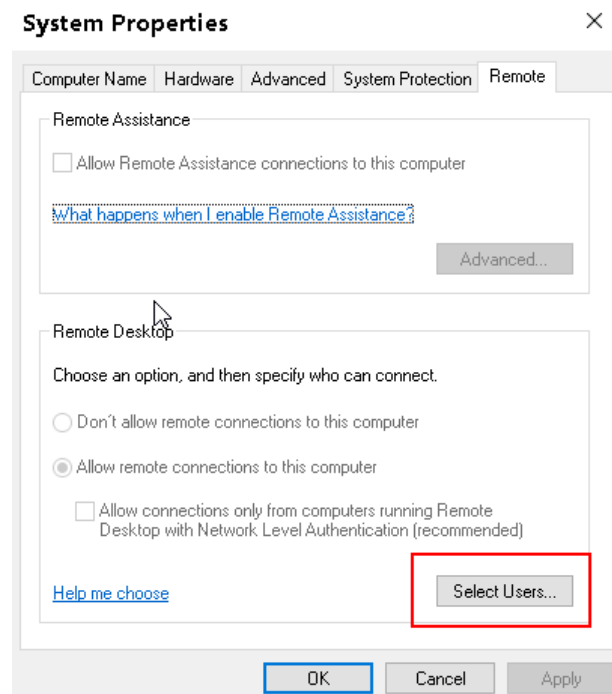 System Properties
Computer Name Hardware Advanced System Protection Remote
Remote Assistance
Allow Remote Assistance connections to this computer
What happens when I enable Remote Assistance?
Advanced...
Remote Desktop
Choose an option, and then specify who can connect.
Don´t allow remote connections to this computer
Allow remote connections to this computer
Allow connections only from computers running Remote
Desktop with Network Level Authentication (recommended)
Help me choose
Select Users...
OK Cancel Apply